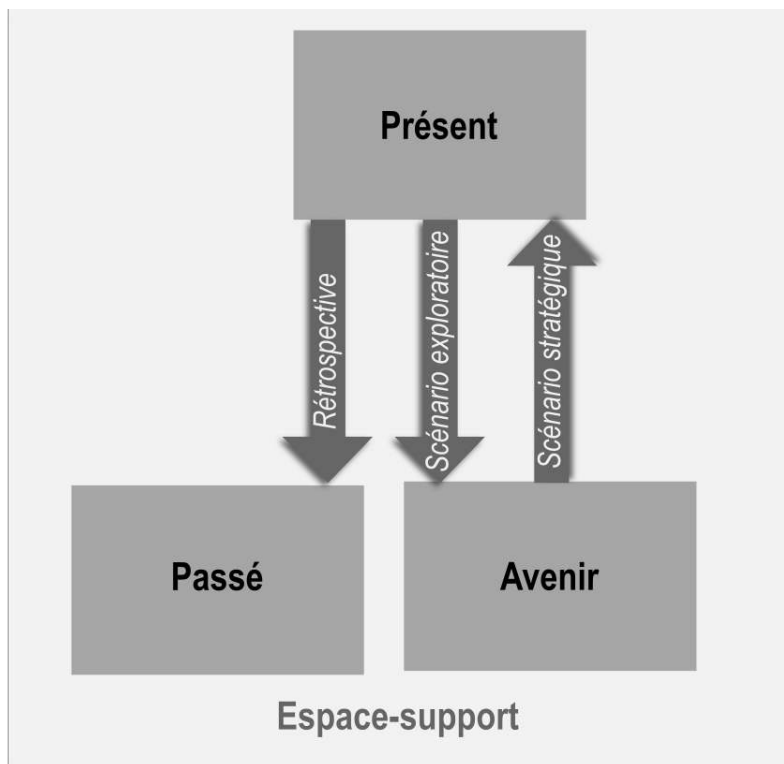 Présent
Rétrospective
Scénario exploratoire
Scénario stratégique
Passé
Avenir
Espace-support